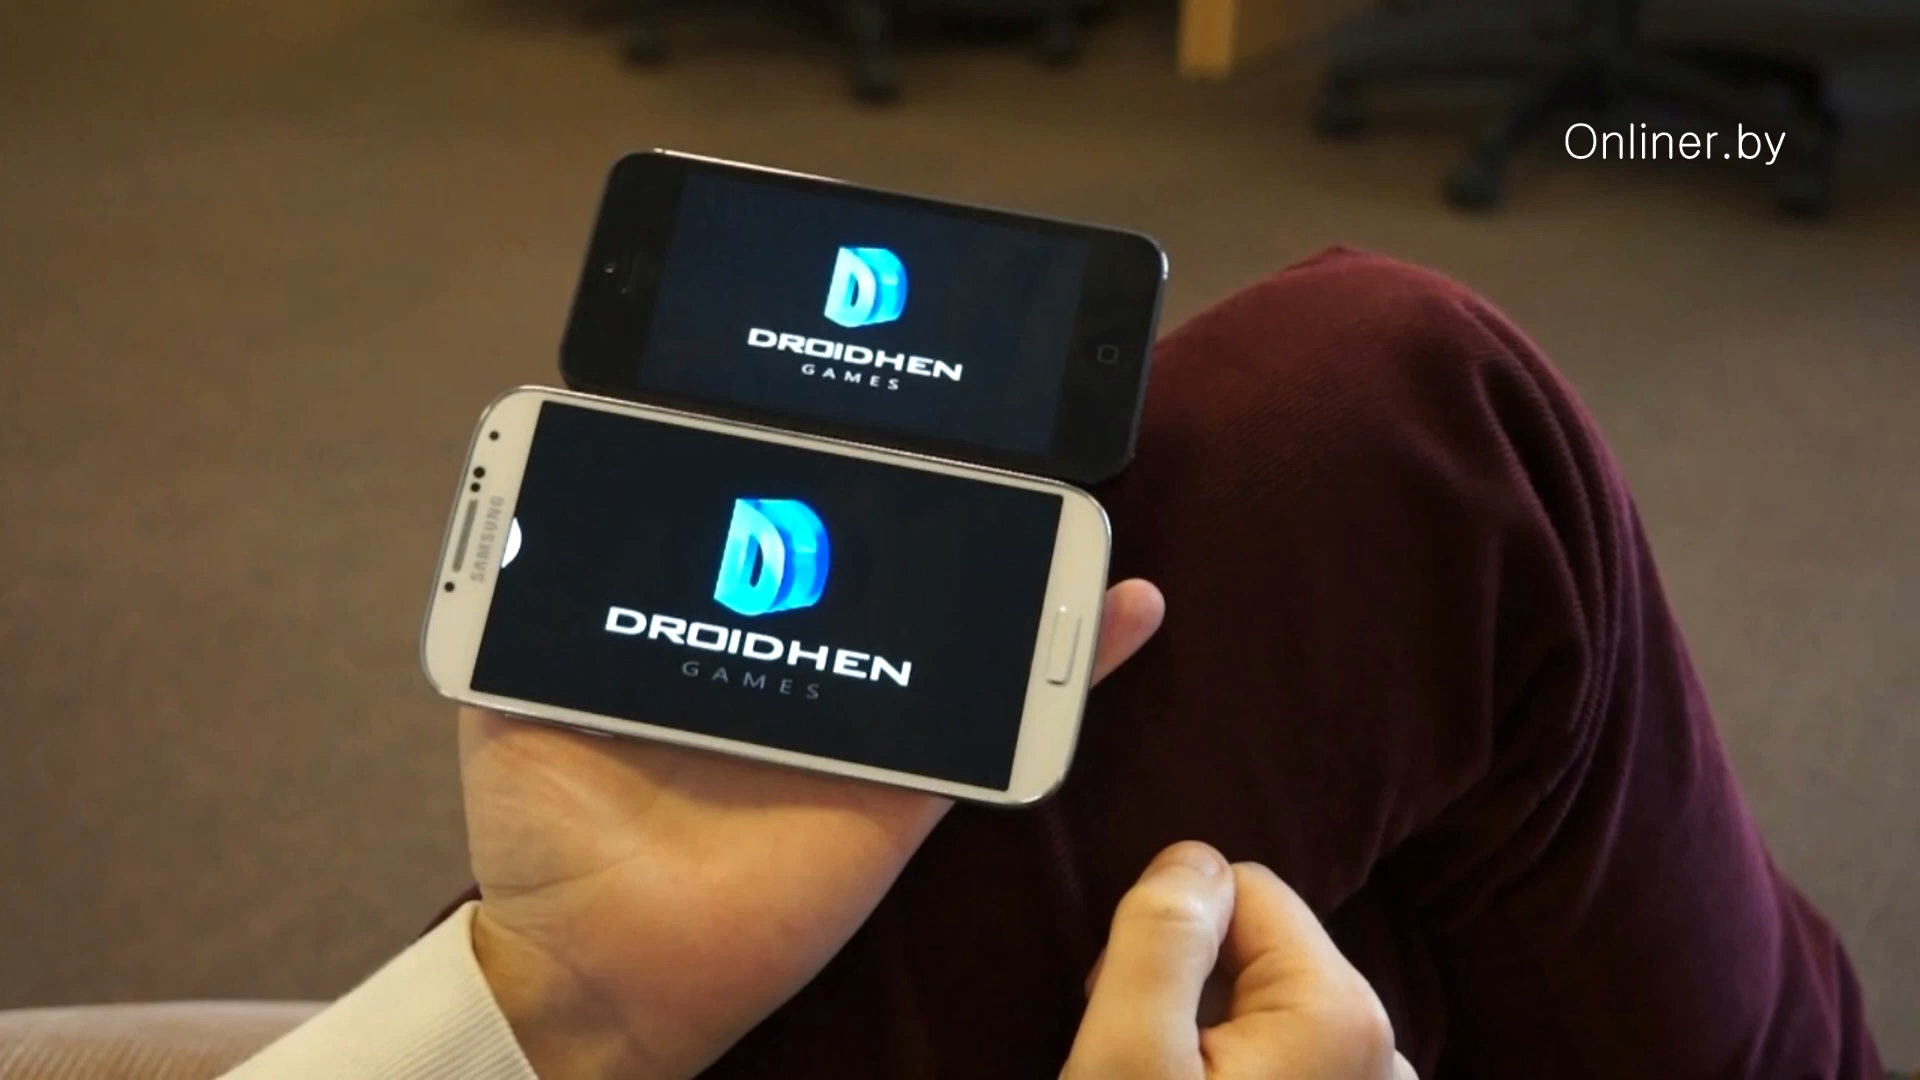 Onliner.by
DROIDHEN
GAMES
SAMSUNG
DROIDHEN
GAMES